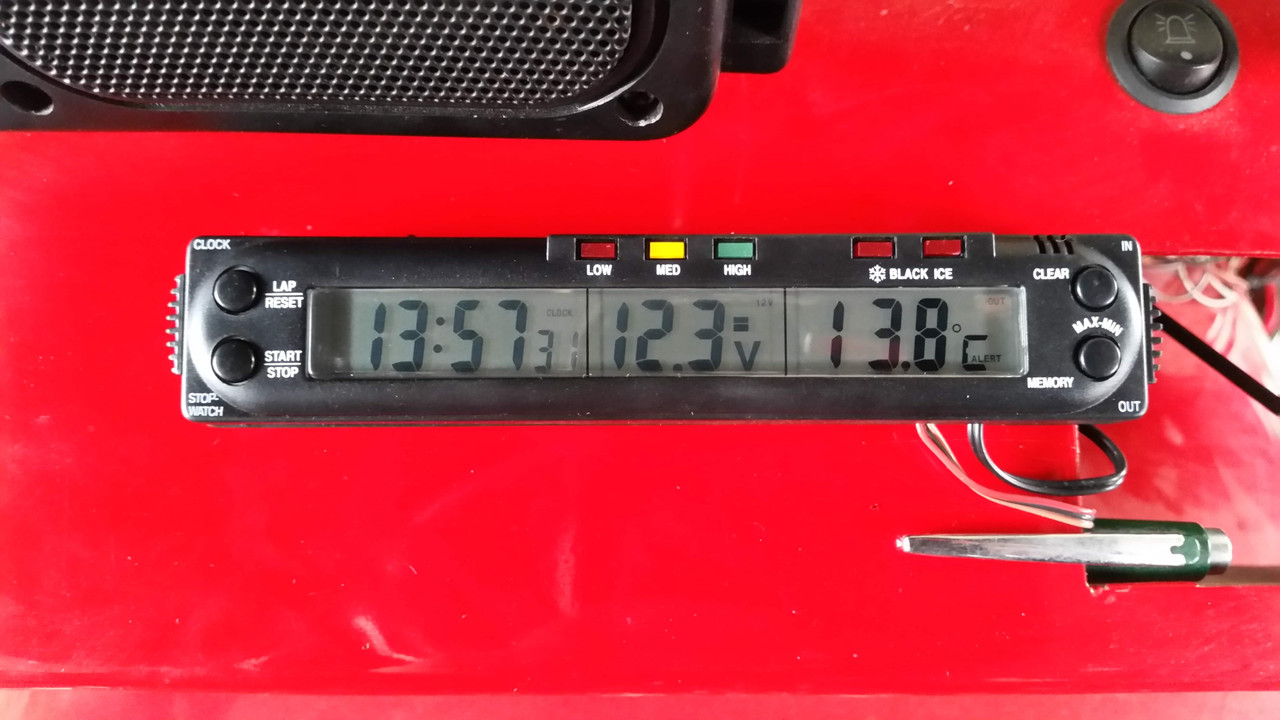 CLOCK
LOW MED HIGH
BLACK ICE
IN
LAP
RESET
CLEAR
13:57 31 CLOCK
12.3 V 12V
13.8 °C OUT ALERT
START
STOP
MAX-MIN
MEMORY
STOP-
WATCH
OUT